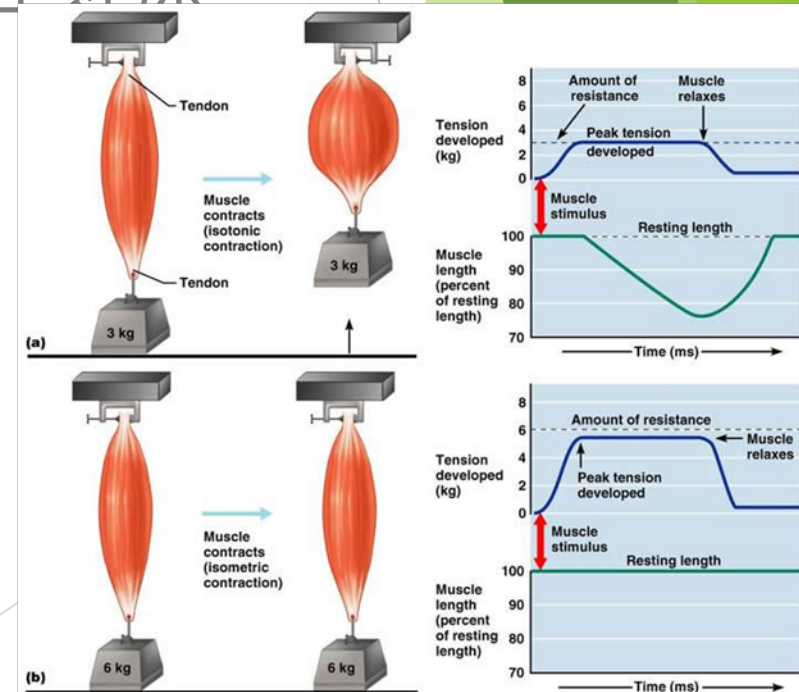 Tendon
Muscle
contracts
(isotonic
contraction)
Tendon
3 kg
3 kg
(a)
Tension
developed
(kg)
8
6
4
2
0
Amount of
resistance
Muscle
relaxes
Peak tension
developed
Muscle
stimulus
Resting length
Muscle
length
(percent
of resting
length)
100
90
80
70
Time (ms)
Muscle
contracts
(isometric
contraction)
6 kg
6 kg
(b)
Tension
developed
(kg)
8
6
4
2
0
Amount of resistance
Muscle
relaxes
Peak tension
developed
Muscle
stimulus
Resting length
Muscle
length
(percent
of resting
length)
100
90
80
70
Time (ms)